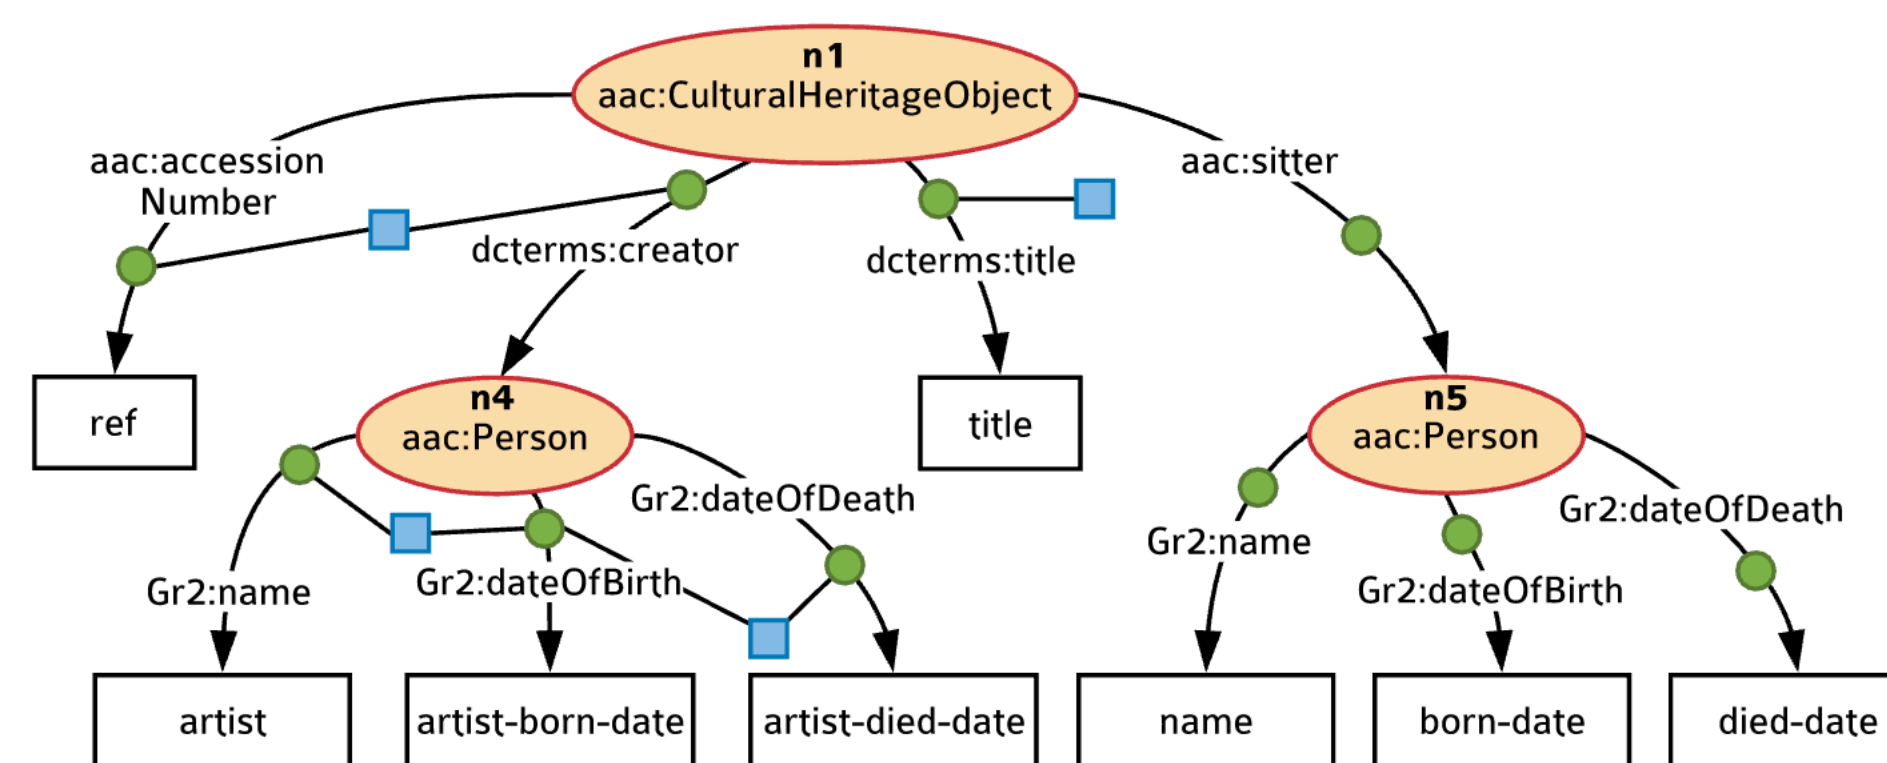 n1
aac:CulturalHeritageObject
aac:accession
Number
aac:sitter
dcterms:creator
dcterms:title
ref
n4
aac:Person
title
n5
aac:Person
Gr2:dateOfDeath
Gr2:dateOfDeath
Gr2:name
Gr2:name
Gr2:dateOfBirth
Gr2:dateOfBirth
artist
artist-born-date
artist-died-date
name
born-date
died-date